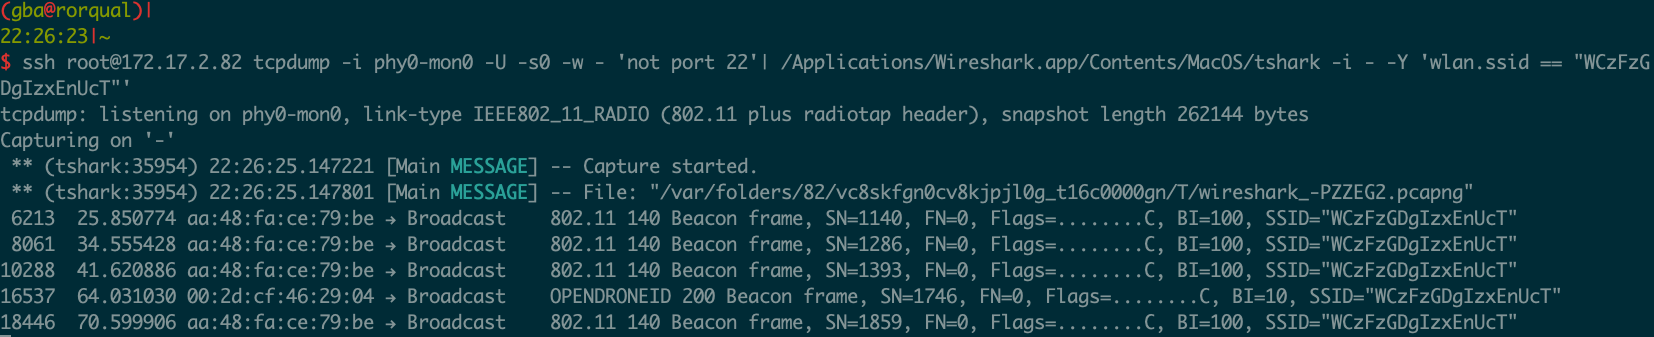 (gba@rorqual)|
22:26:23|~
$ ssh root@172.17.2.82 tcpdump -i phy0-mon0 -U -s0 -w - 'not port 22'| /Applications/Wireshark.app/Contents/MacOS/tshark -i - -Y 'wlan.ssid == "WCzFzG
DgIzxEnUcT"'
tcpdump: listening on phy0-mon0, link-type IEEE802_11_RADIO (802.11 plus radiotap header), snapshot length 262144 bytes
Capturing on '-'
 ** (tshark:35954) 22:26:25.147221 [Main MESSAGE] -- Capture started.
 ** (tshark:35954) 22:26:25.147801 [Main MESSAGE] -- File: "/var/folders/82/vc8skfgn0cv8kjpjl0g_t16c0000gn/T/wireshark_-PZZEG2.pcapng"
 6213  25.850774 aa:48:fa:ce:79:be → Broadcast    802.11 140 Beacon frame, SN=1140, FN=0, Flags=........C, BI=100, SSID="WCzFzGDgIzxEnUcT"
 8061  34.555428 aa:48:fa:ce:79:be → Broadcast    802.11 140 Beacon frame, SN=1286, FN=0, Flags=........C, BI=100, SSID="WCzFzGDgIzxEnUcT"
10288  41.620886 aa:48:fa:ce:79:be → Broadcast    802.11 140 Beacon frame, SN=1393, FN=0, Flags=........C, BI=100, SSID="WCzFzGDgIzxEnUcT"
16537  64.031030 00:2d:cf:46:29:04 → Broadcast    OPENDRONEID 200 Beacon frame, SN=1746, FN=0, Flags=........C, BI=10, SSID="WCzFzGDgIzxEnUcT"
18446  70.599906 aa:48:fa:ce:79:be → Broadcast    802.11 140 Beacon frame, SN=1859, FN=0, Flags=........C, BI=100, SSID="WCzFzGDgIzxEnUcT"